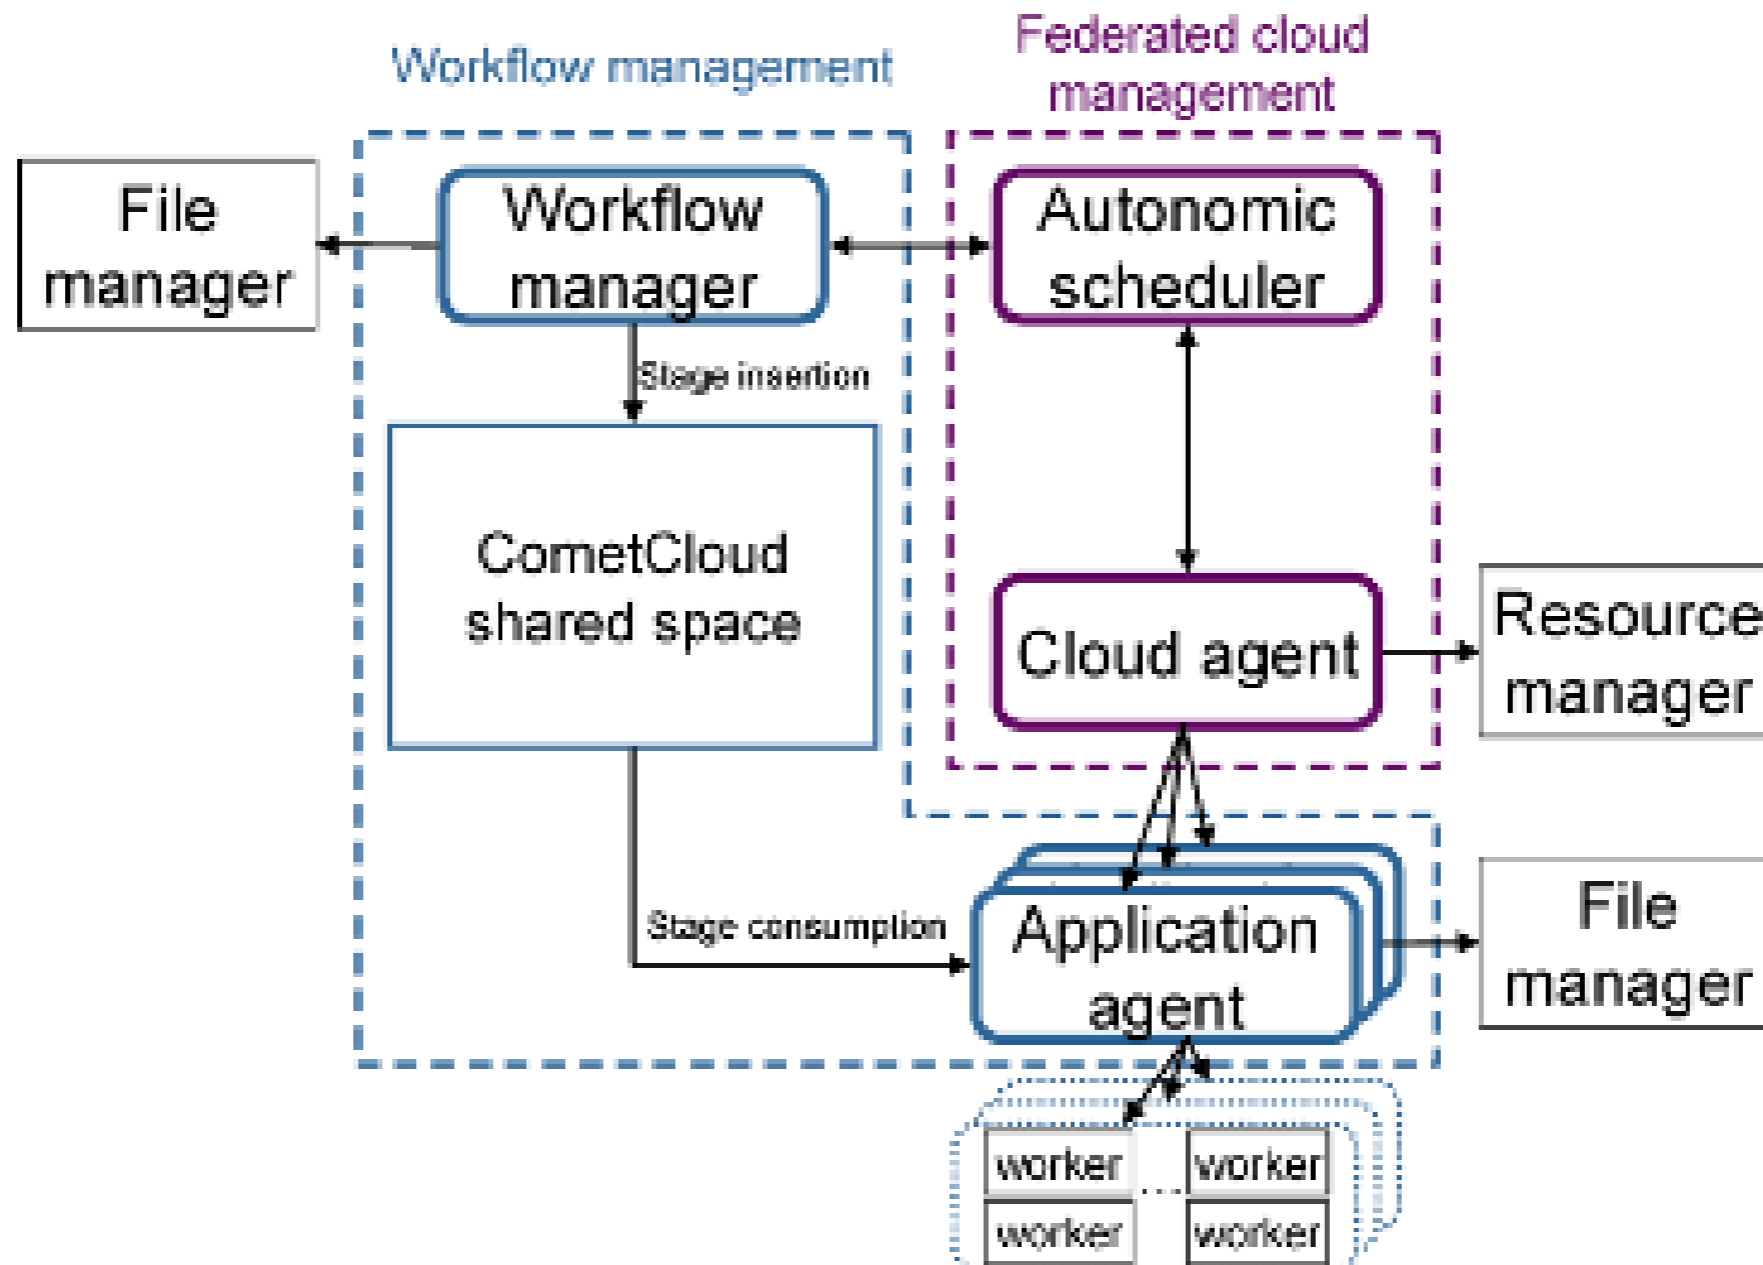 Workflow management
Federated cloud
management
File
manager
Workflow
manager
Autonomic
scheduler
Stage insertion
CometCloud
shared space
Cloud agent
Resource
manager
Stage consumption
Application
agent
File
manager
worker ... worker
worker worker